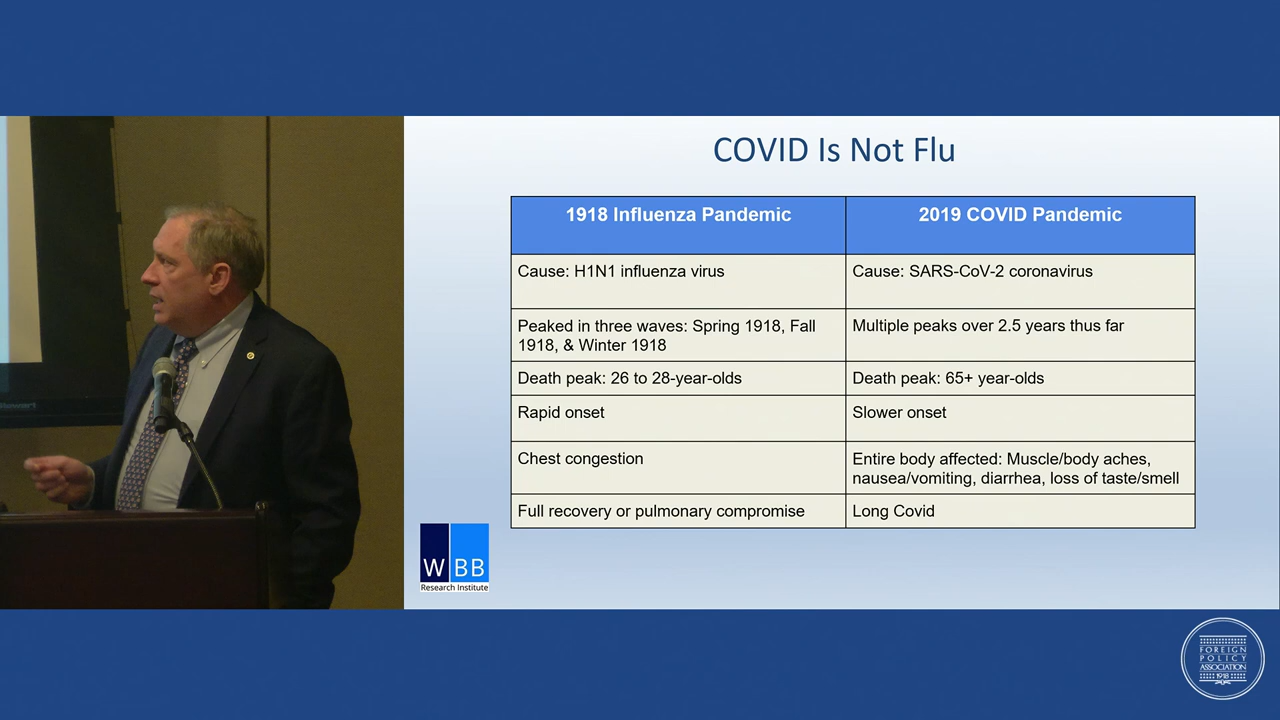 COVID Is Not Flu
1918 Influenza Pandemic
2019 COVID Pandemic
Cause: H1N1 influenza virus
Cause: SARS-CoV-2 coronavirus
Peaked in three waves: Spring 1918, Fall
1918, & Winter 1918
Multiple peaks over 2.5 years thus far
Death peak: 26 to 28-year-olds
Death peak: 65+ year-olds
Rapid onset
Slower onset
Chest congestion
Entire body affected: Muscle/body aches,
nausea/vomiting, diarrhea, loss of taste/smell
Full recovery or pulmonary compromise
Long Covid
Stewart
W BB
Research Institute
FOREIGN
POLICY
ASSOCIATION
1918